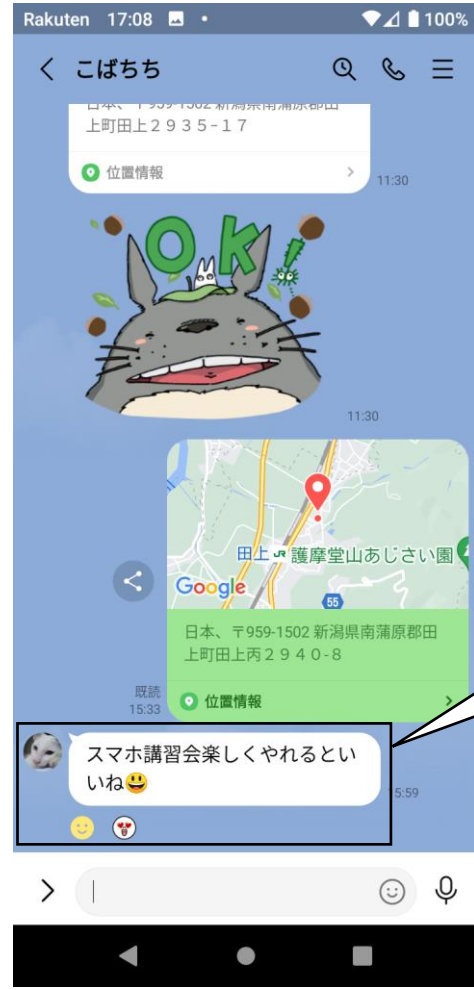 Rakuten 17:08 100%
こばちち
日本、〒959-1502 新潟県南蒲原郡田
上町田上２９３５−１７
位置情報
11:30
OK!
11:30
田上 JR 護摩堂山あじさい園
Google
55
日本、〒959-1502 新潟県南蒲原郡田
上町田上丙２９４０-８
既読
15:33
位置情報
スマホ講習会楽しくやれるとい
いね😃
15:59